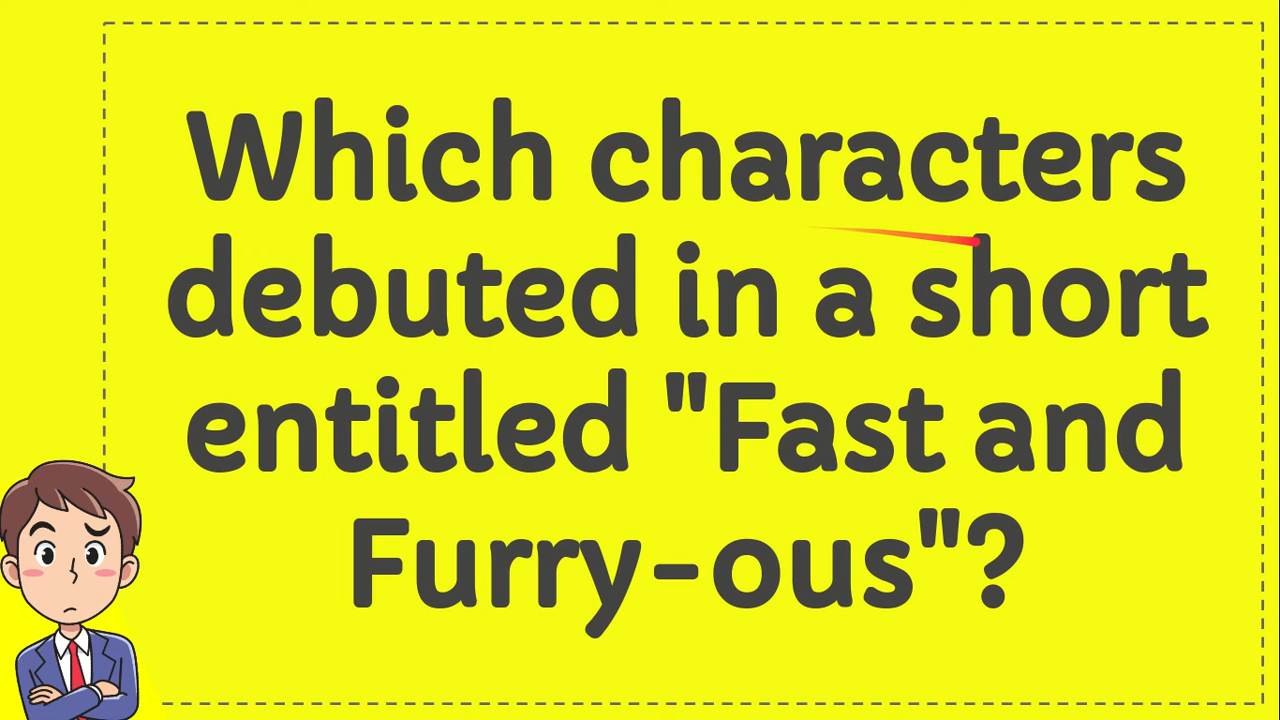 Which characters
debuted in a short
entitled "Fast and
Furry-ous"?